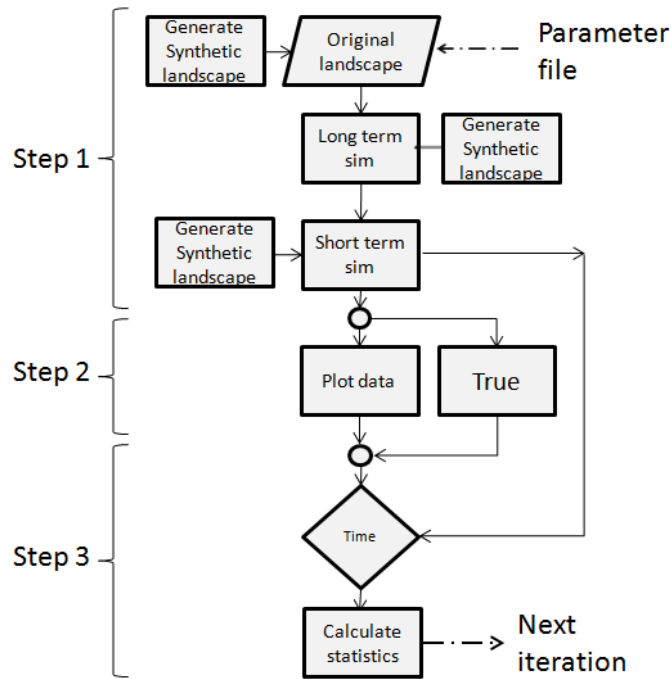 Generate
Synthetic
landscape
Original
landscape
Parameter
file
Step 1
Long term
sim
Generate
Synthetic
landscape
Generate
Synthetic
landscape
Short term
sim
Step 2
Plot data
True
Step 3
Time
Calculate
statistics
Next
iteration